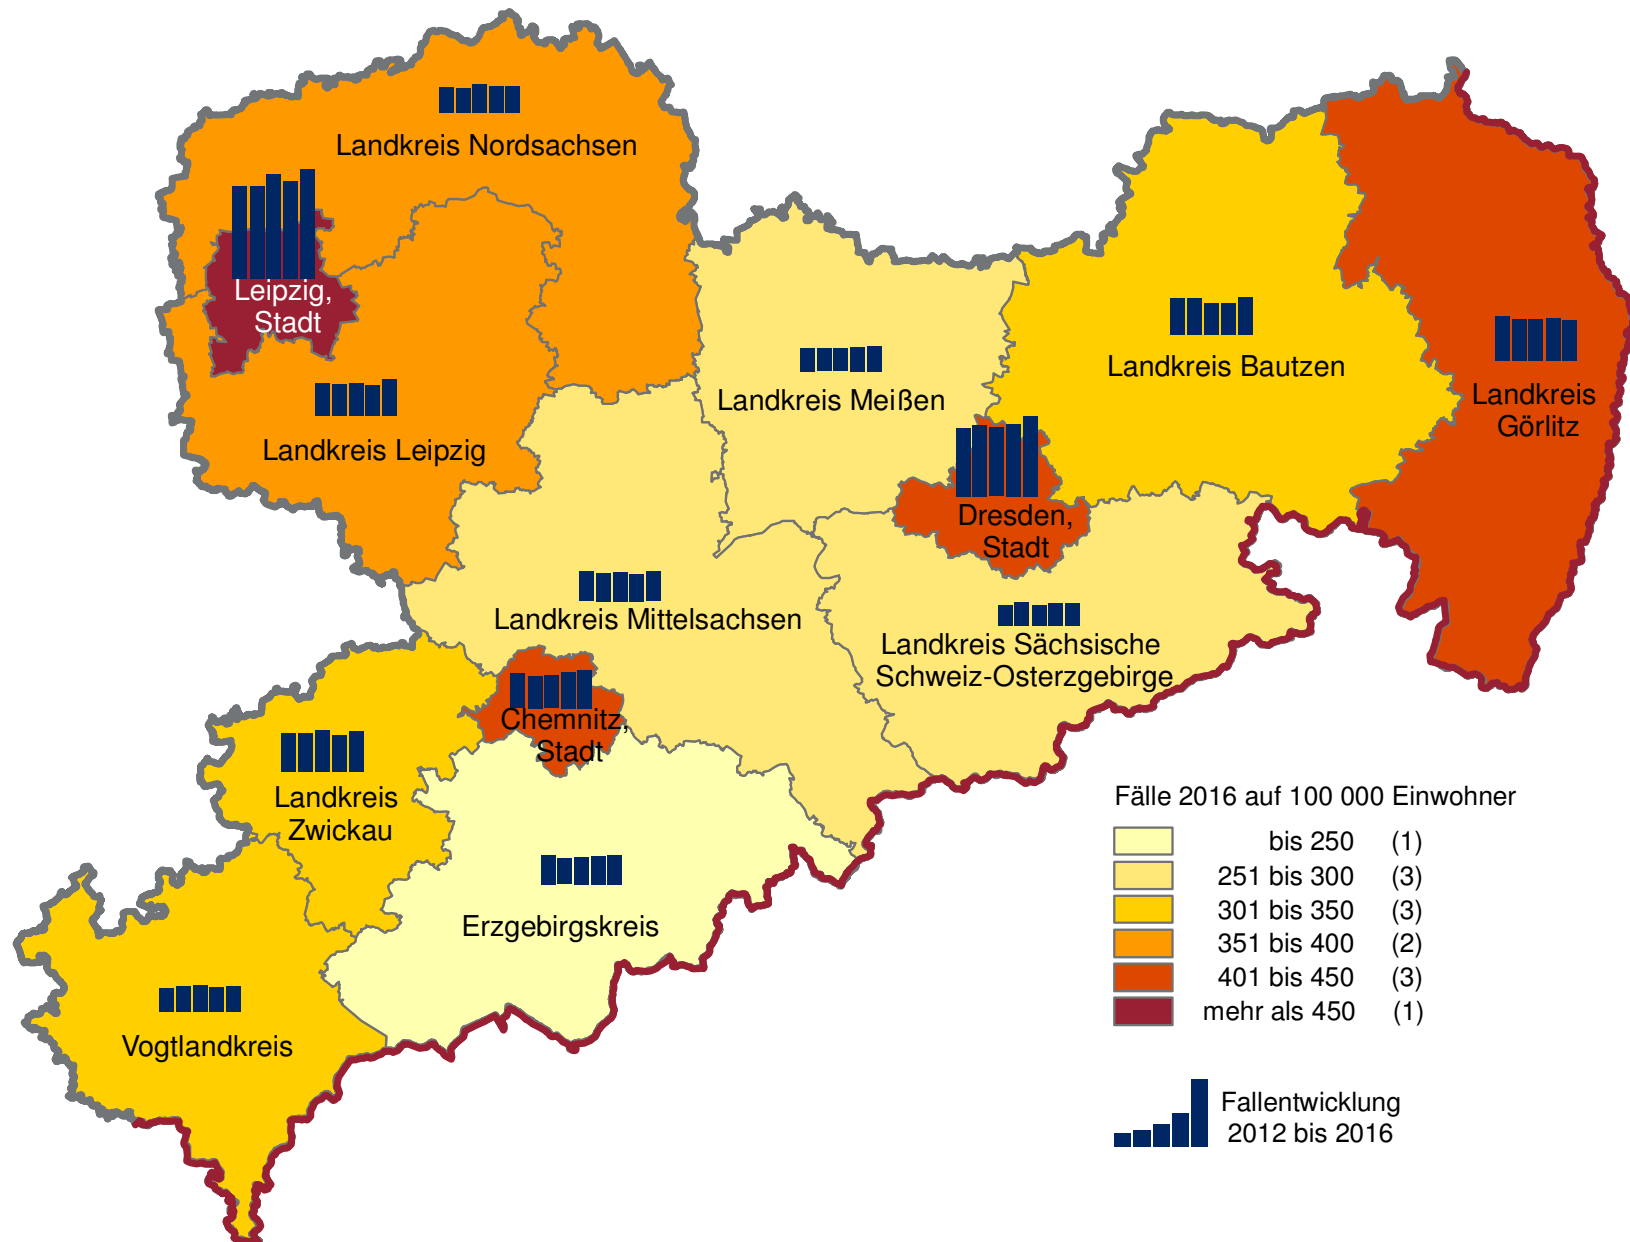 Landkreis Nordsachsen
Leipzig,
Stadt
Landkreis Leipzig
Landkreis Meißen
Landkreis Bautzen
Landkreis
Görlitz
Dresden,
Stadt
Landkreis Mittelsachsen
Landkreis Sächsische
Schweiz-Osterzgebirge
Chemnitz,
Stadt
Landkreis
Zwickau
Erzgebirgskreis
Vogtlandkreis
Fälle 2016 auf 100 000 Einwohner
bis 250 (1)
251 bis 300 (3)
301 bis 350 (3)
351 bis 400 (2)
401 bis 450 (3)
mehr als 450 (1)
Fallentwicklung
2012 bis 2016